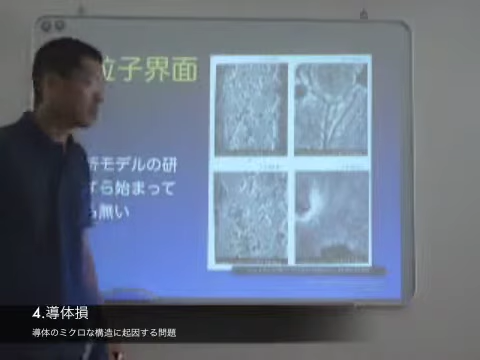 粒子界面
析モデルの研
すら始まって
ら無い
4.導体損
導体のミクロな構造に起因する問題